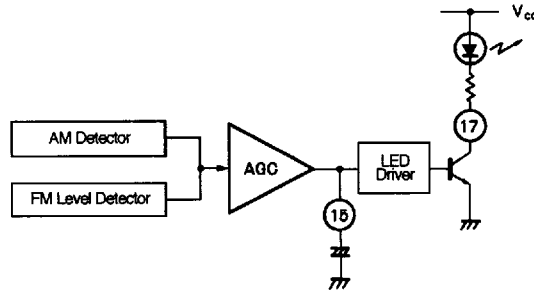 Vcc
17
AM Detector
AGC
LED
Driver
FM Level Detector
15